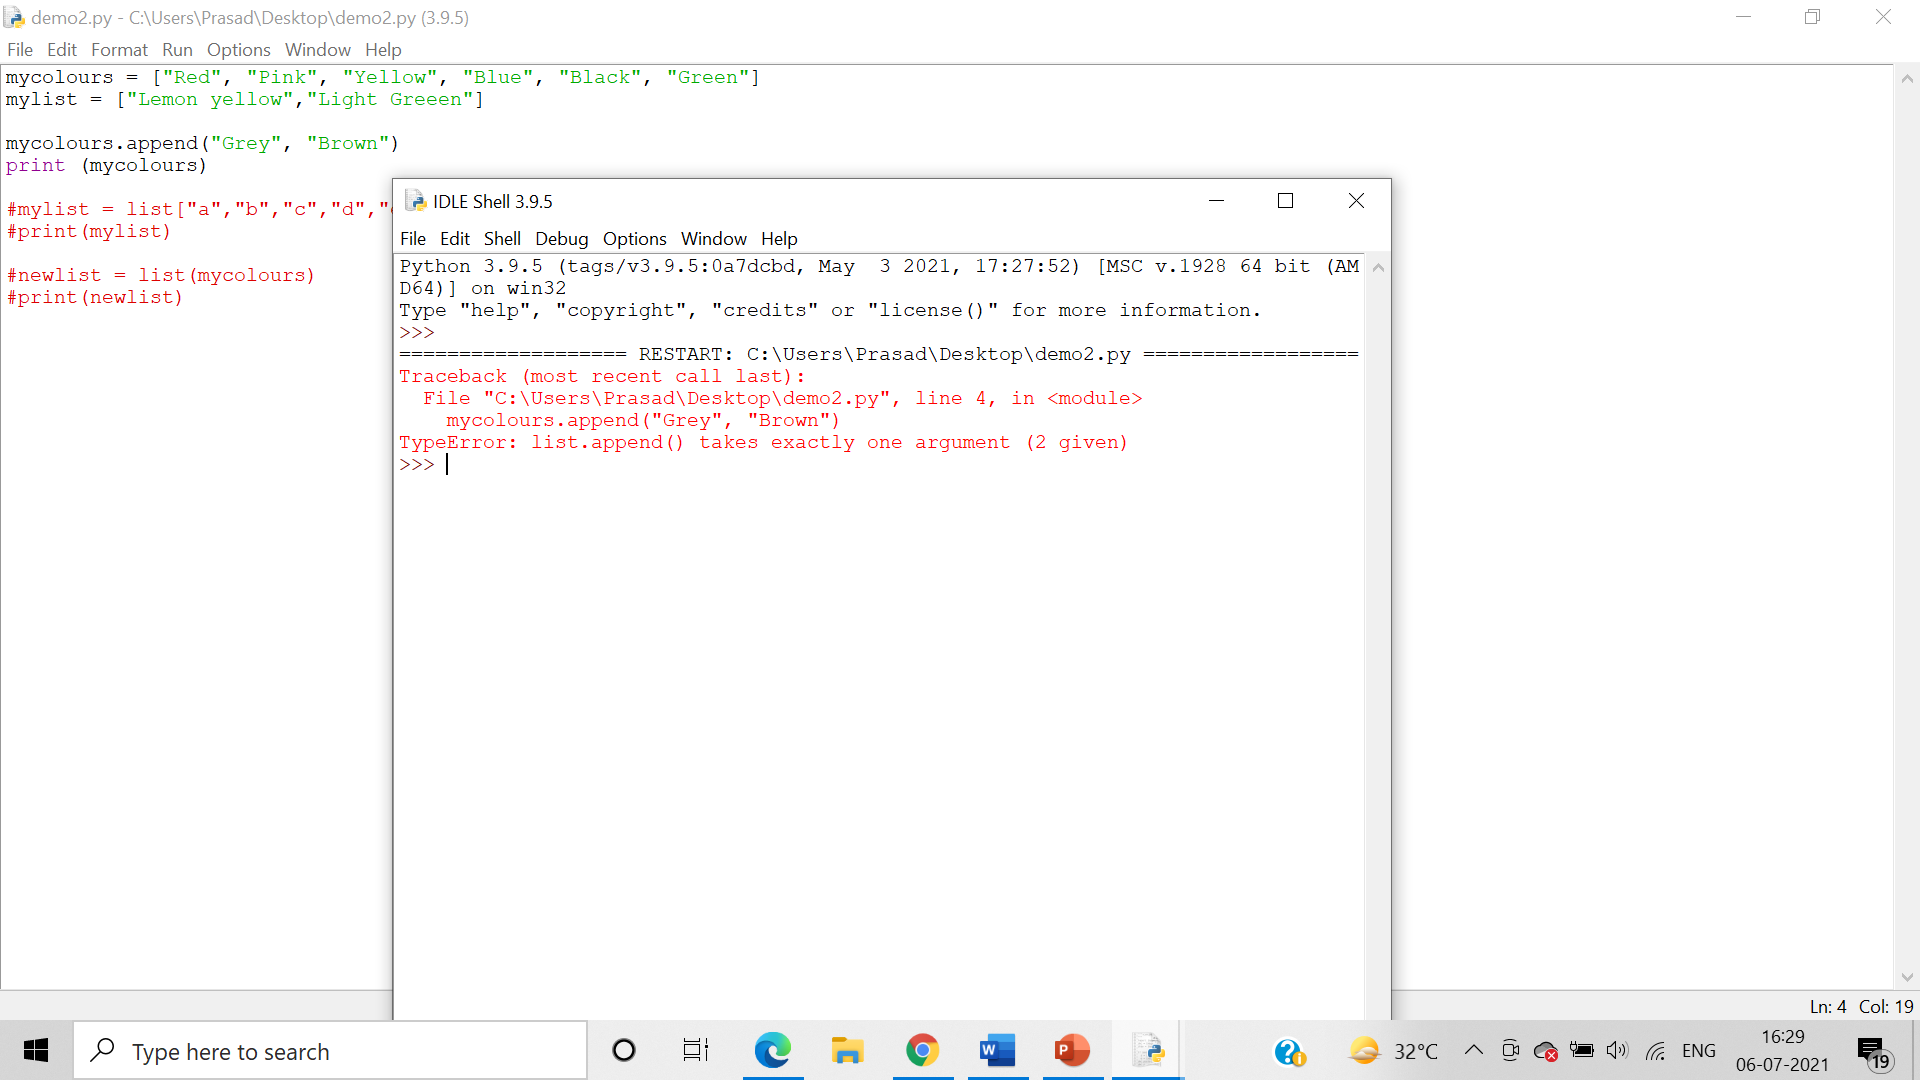 demo2.py - C:\Users\Prasad\Desktop\demo2.py (3.9.5)
File Edit Format Run Options Window Help
mycolours = ["Red", "Pink", "Yellow", "Blue", "Black", "Green"]
mylist = ["Lemon yellow","Light Greeen"]
mycolours.append("Grey", "Brown")
print (mycolours)
#mylist = list["a","b","c","d","
#print(mylist)
#newlist = list(mycolours)
#print(newlist)
IDLE Shell 3.9.5
File Edit Shell Debug Options Window Help
Python 3.9.5 (tags/v3.9.5:0a7dcbd, May  3 2021, 17:27:52) [MSC v.1928 64 bit (AM
D64)] on win32
Type "help", "copyright", "credits" or "license()" for more information.
>>>
=================== RESTART: C:\Users\Prasad\Desktop\demo2.py ==================
Traceback (most recent call last):
  File "C:\Users\Prasad\Desktop\demo2.py", line 4, in <module>
    mycolours.append("Grey", "Brown")
TypeError: list.append() takes exactly one argument (2 given)
>>>
Ln: 4 Col: 19
Type here to search
32°C
ENG
16:29
06-07-2021
19